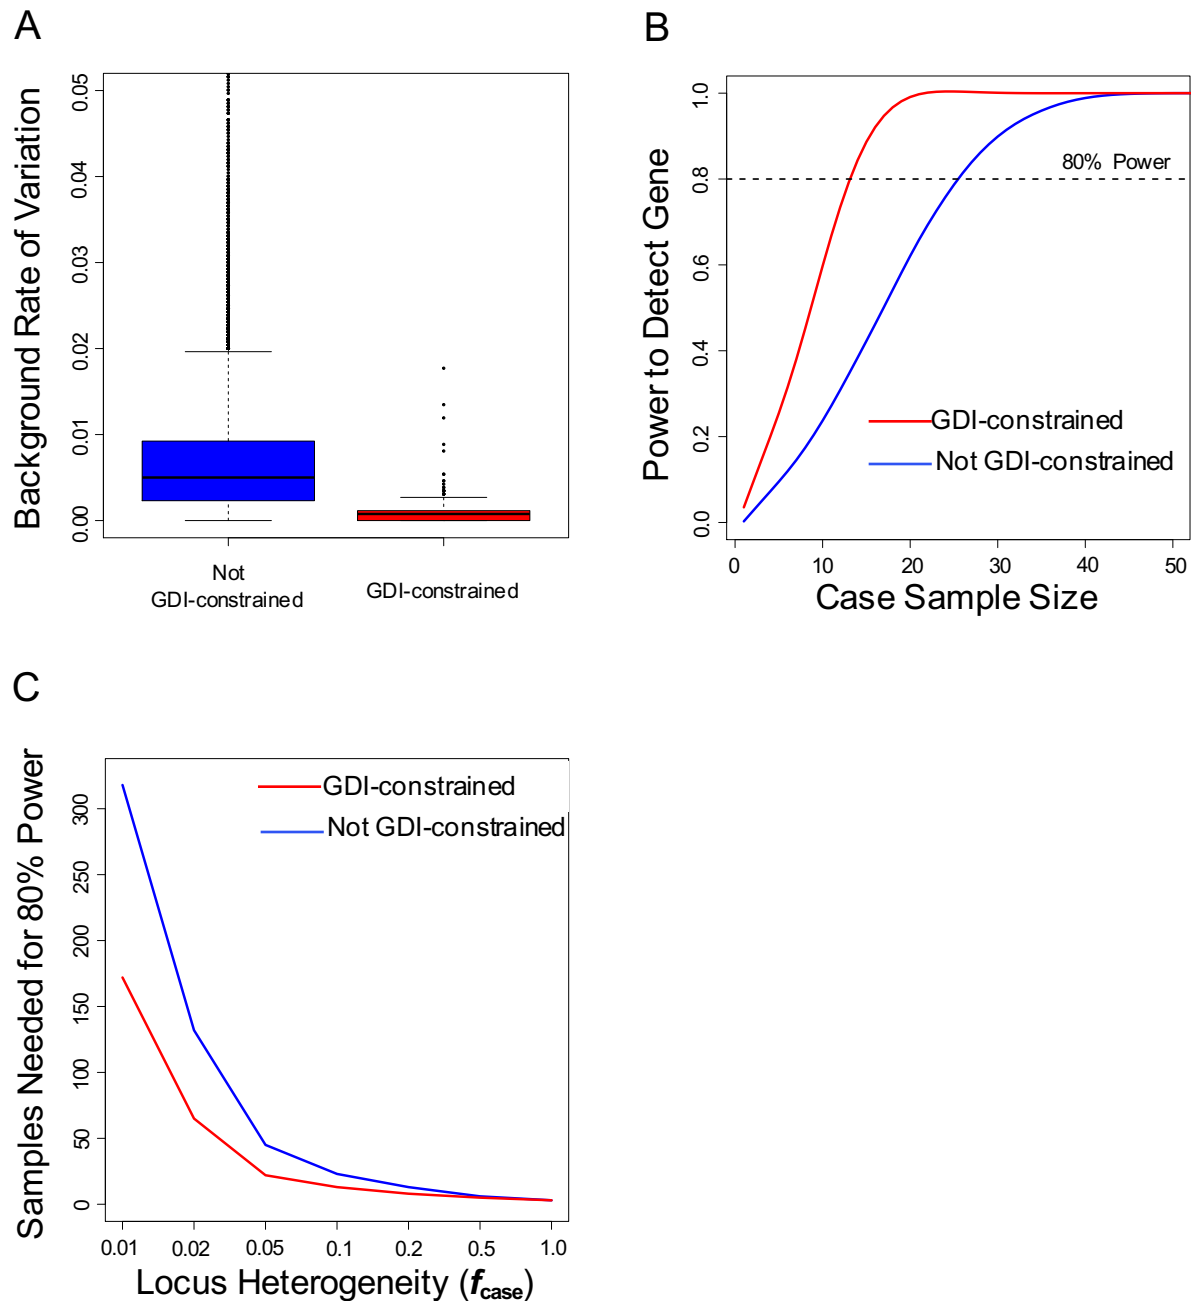 A
Background Rate of Variation
0.05
0.04
0.03
0.02
0.01
0.00
Not
GDI-constrained
GDI-constrained
B
Power to Detect Gene
1.0
0.8
0.6
0.4
0.2
0.0
80% Power
GDI-constrained
Not GDI-constrained
0 10 20 30 40 50
Case Sample Size
C
Samples Needed for 80% Power
300
250
200
150
100
50
0
GDI-constrained
Not GDI-constrained
0.01 0.02 0.05 0.1 0.2 0.5 1.0
Locus Heterogeneity (fcase)